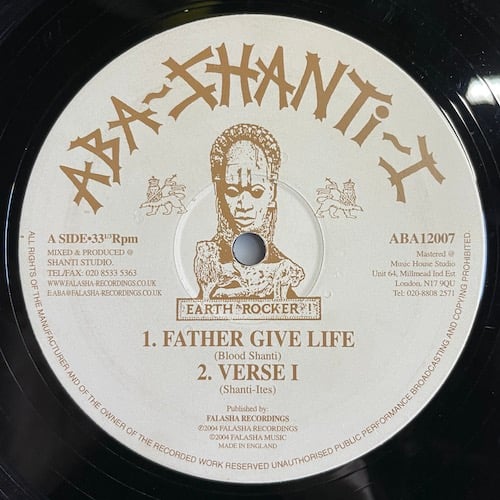 ABA~SHANTi~I
A SIDE•33⅓Rpm
MIXED & PRODUCED @
SHANTI STUDIO.
TEL/FAX: 020 8533 5363
WWW.FALASHA-RECORDINGS.CO.UK
E:ABA@FALASHA-RECORDINGS.CO.UK
ABA12007
Mastered @
Music House Studio
Unit 64, Millmead Ind Est
London, N17 9QU
Tel: 020-8808 2571
EARTH ROCKER !
1. FATHER GIVE LIFE
(Blood Shanti)
2. VERSE I
(Shanti-Ites)
Published by:
FALASHA RECORDINGS
℗2004 FALASHA RECORDINGS
©2004 FALASHA MUSIC
MADE IN ENGLAND
ALL RIGHTS OF THE MANUFACTURER AND OF THE OWNER OF THE RECORDED WORK RESERVED UNAUTHORISED PUBLIC PERFORMANCE BROADCASTING AND COPYING PROHIBITED.